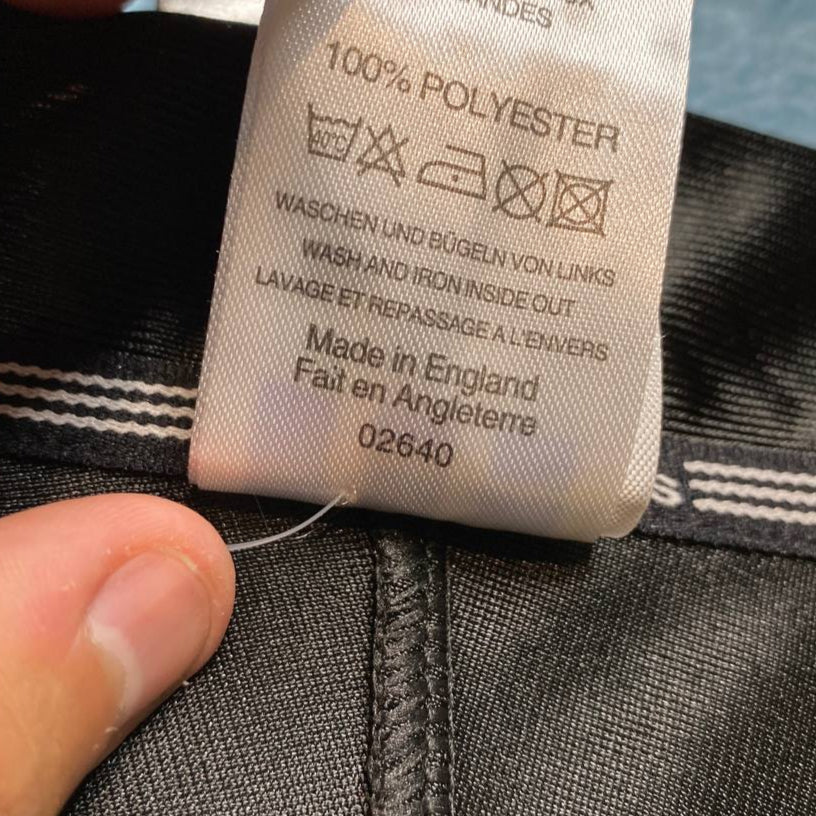 LANDES
100% POLYESTER
40°C
WASCHEN UND BÜGELN VON LINKS
WASH AND IRON INSIDE OUT
LAVAGE ET REPASSAGE A L'ENVERS
Made in England
Fait en Angleterre
02640
s